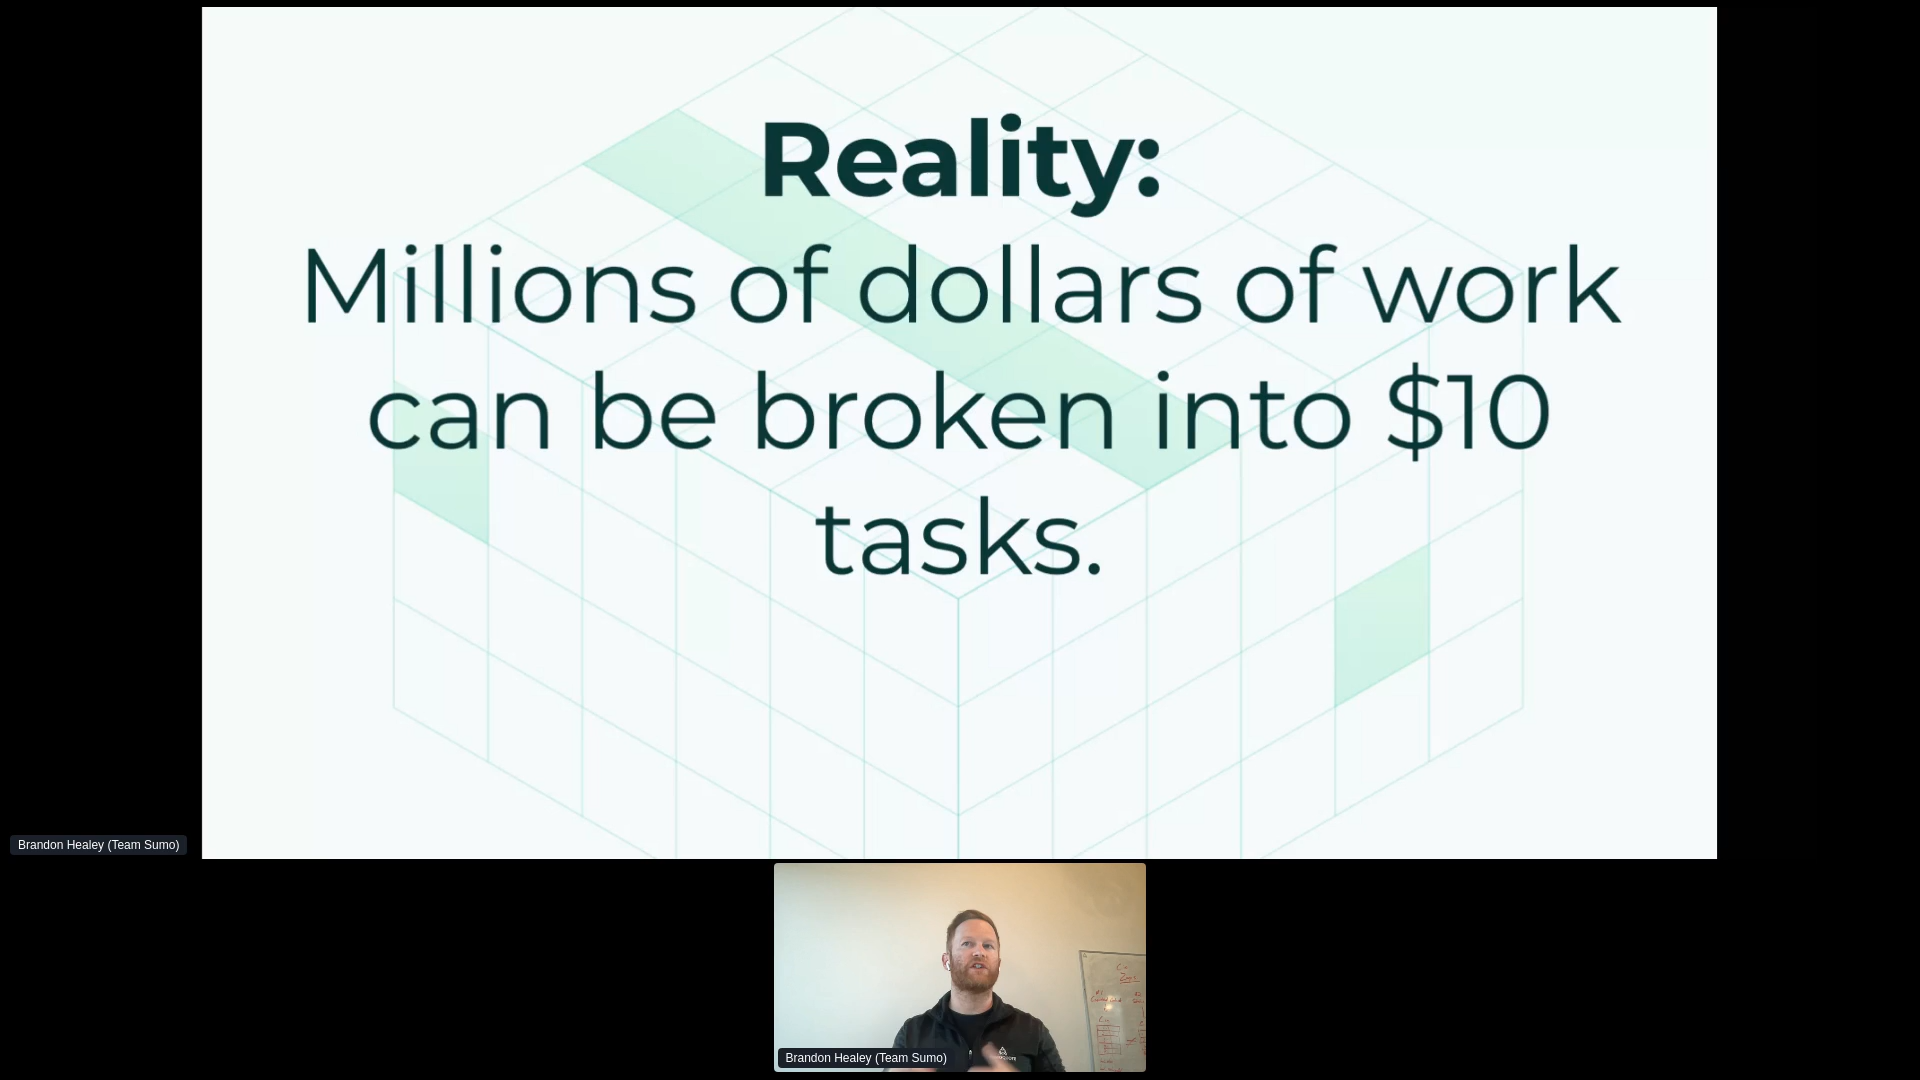 Reality:
Millions of dollars of work
can be broken into $10
tasks.
Brandon Healey (Team Sumo)
Brandon Healey (Team Sumo)